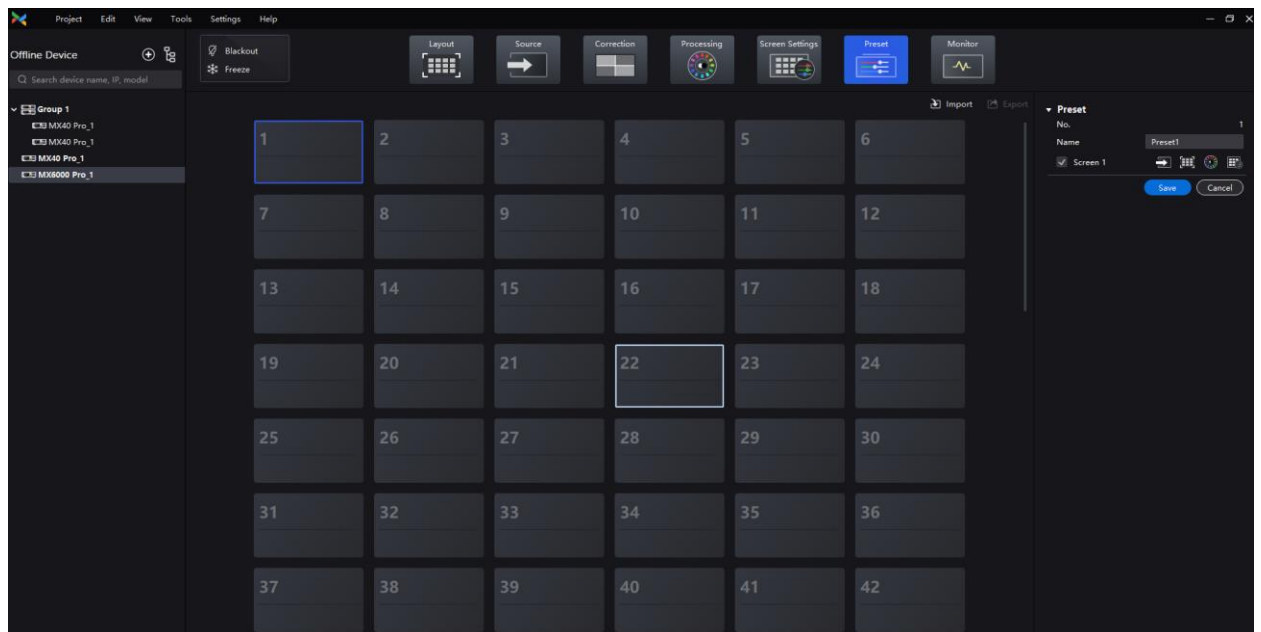 Project Edit View Tools Settings Help
Offline Device
Search device name, IP, model
Group 1
MX40 Pro_1
MX40 Pro_1
MX40 Pro_1
MX6000 Pro_1
Blackout
Freeze
Layout Source Correction Processing Screen Settings Preset Monitor
Import Export
1 2 3 4 5 6
7 8 9 10 11 12
13 14 15 16 17 18
19 20 21 22 23 24
25 26 27 28 29 30
31 32 33 34 35 36
37 38 39 40 41 42
Preset
No. 1
Name Preset1
Screen 1
Save Cancel